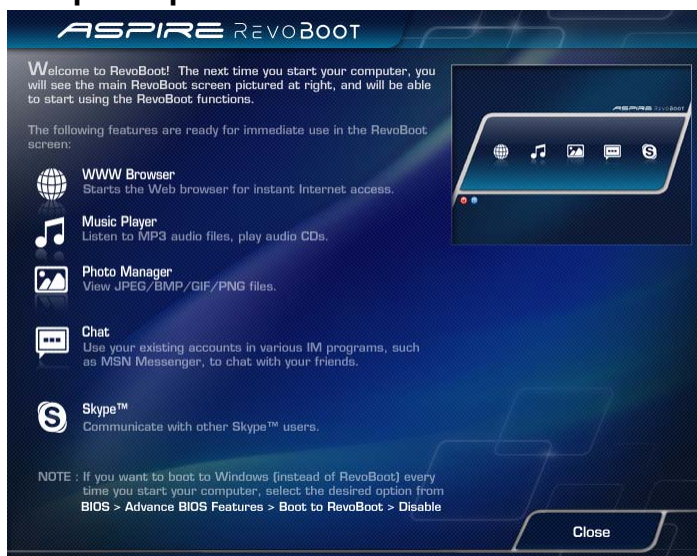 ASPIRE REVOBOOT
Welcome to RevoBoot! The next time you start your computer, you
will see the main RevoBoot screen pictured at right, and will be able
to start using the RevoBoot functions.
The following features are ready for immediate use in the RevoBoot
screen:
WWW Browser
Starts the Web browser for instant Internet access.
Music Player
Listen to MP3 audio files, play audio CDs.
Photo Manager
View JPEG/BMP/GIF/PNG files.
Chat
Use your existing accounts in various IM programs, such
as MSN Messenger, to chat with your friends.
Skype™
Communicate with other Skype™ users.
NOTE : If you want to boot to Windows (instead of RevoBoot) every
time you start your computer, select the desired option from
BIOS > Advance BIOS Features > Boot to RevoBoot > Disable
ASPIRE REVOBOOT
Close